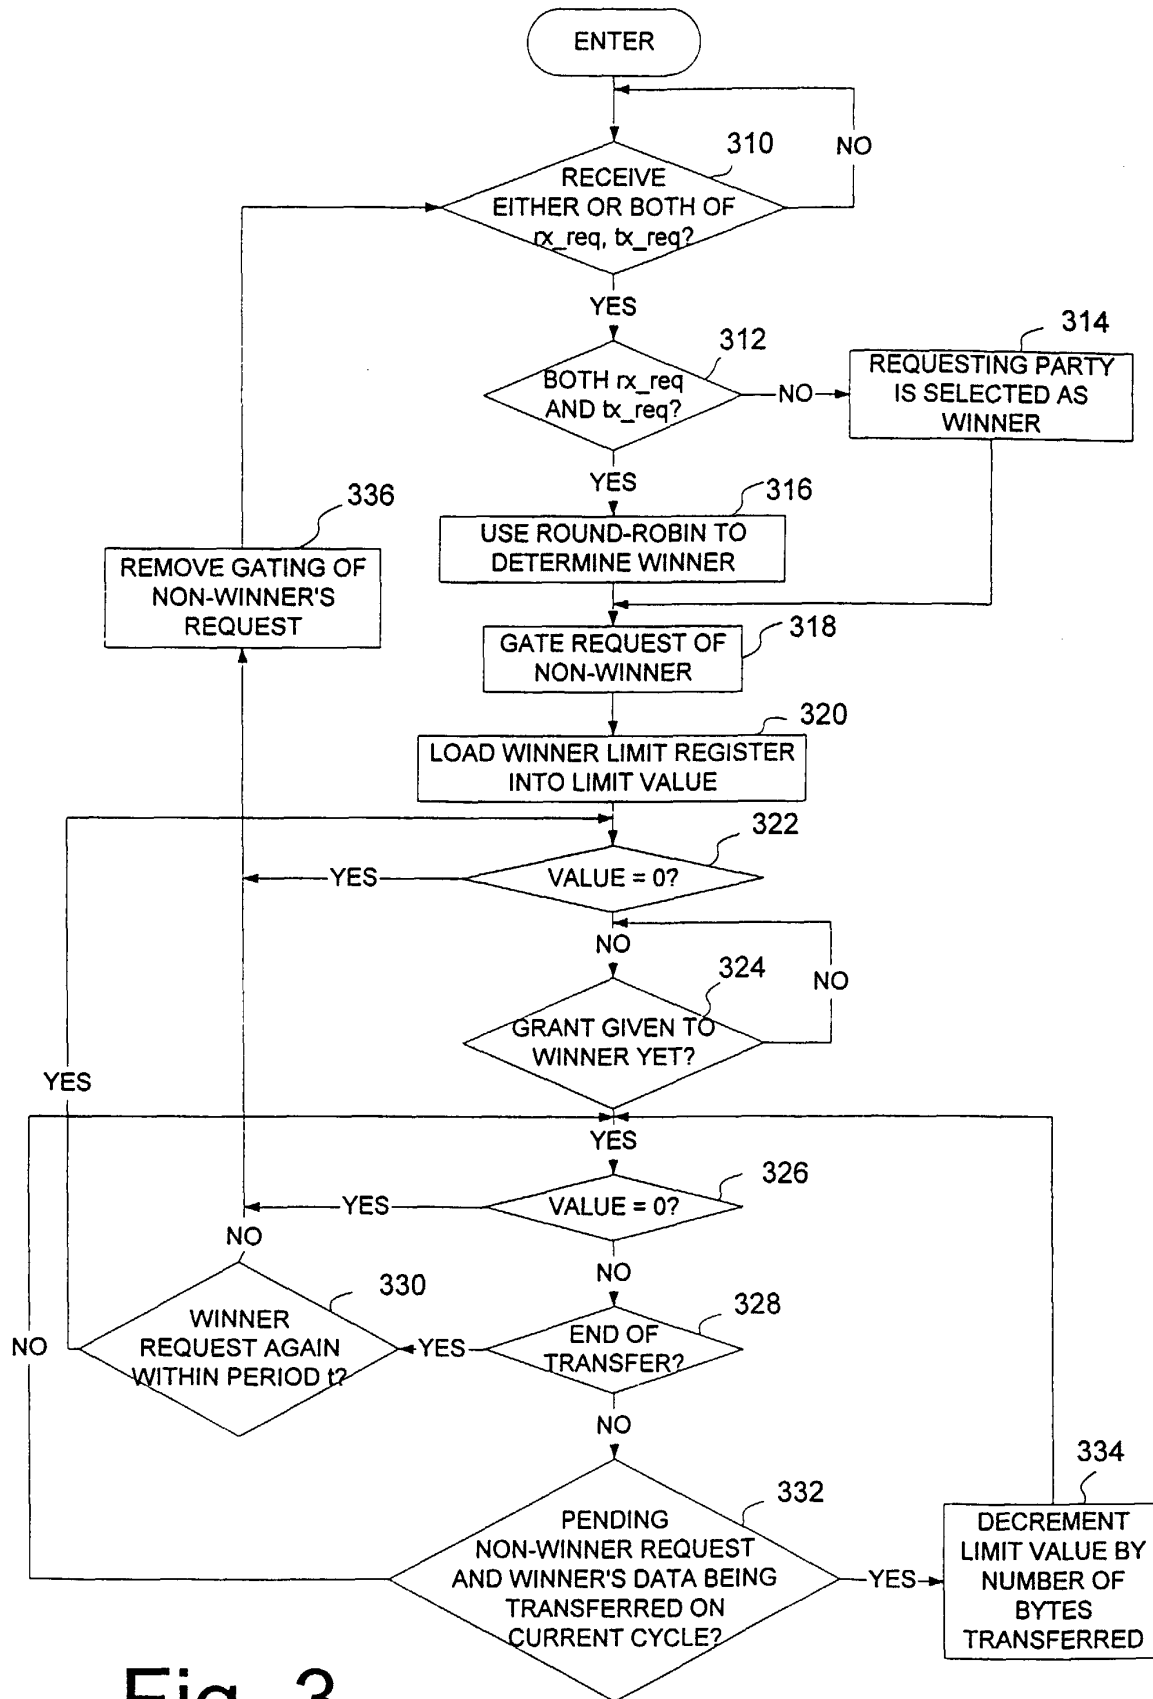 ENTER
NO
310
RECEIVE
EITHER OR BOTH OF
rx_req, tx_req?
YES
312
BOTH rx_req
AND tx_req?
NO
314
REQUESTING PARTY
IS SELECTED AS
WINNER
YES
316
USE ROUND-ROBIN TO
DETERMINE WINNER
336
REMOVE GATING OF
NON-WINNER'S
REQUEST
318
GATE REQUEST OF
NON-WINNER
320
LOAD WINNER LIMIT REGISTER
INTO LIMIT VALUE
322
VALUE = 0?
YES
NO
324
GRANT GIVEN TO
WINNER YET?
NO
YES
YES
326
VALUE = 0?
YES
NO
NO
330
WINNER
REQUEST AGAIN
WITHIN PERIOD t?
328
END OF
TRANSFER?
YES
NO
NO
332
PENDING
NON-WINNER REQUEST
AND WINNER'S DATA BEING
TRANSFERRED ON
CURRENT CYCLE?
YES
334
DECREMENT
LIMIT VALUE BY
NUMBER OF
BYTES
TRANSFERRED
Fig. 3